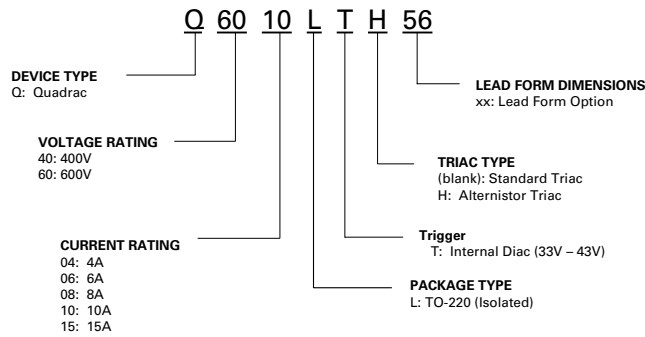 Q 60 10 L T H 56
DEVICE TYPE
Q: Quadrac
LEAD FORM DIMENSIONS
xx: Lead Form Option
VOLTAGE RATING
40: 400V
60: 600V
TRIAC TYPE
(blank): Standard Triac
H: Alternistor Triac
CURRENT RATING
04: 4A
06: 6A
08: 8A
10: 10A
15: 15A
Trigger
T: Internal Diac (33V – 43V)
PACKAGE TYPE
L: TO-220 (Isolated)